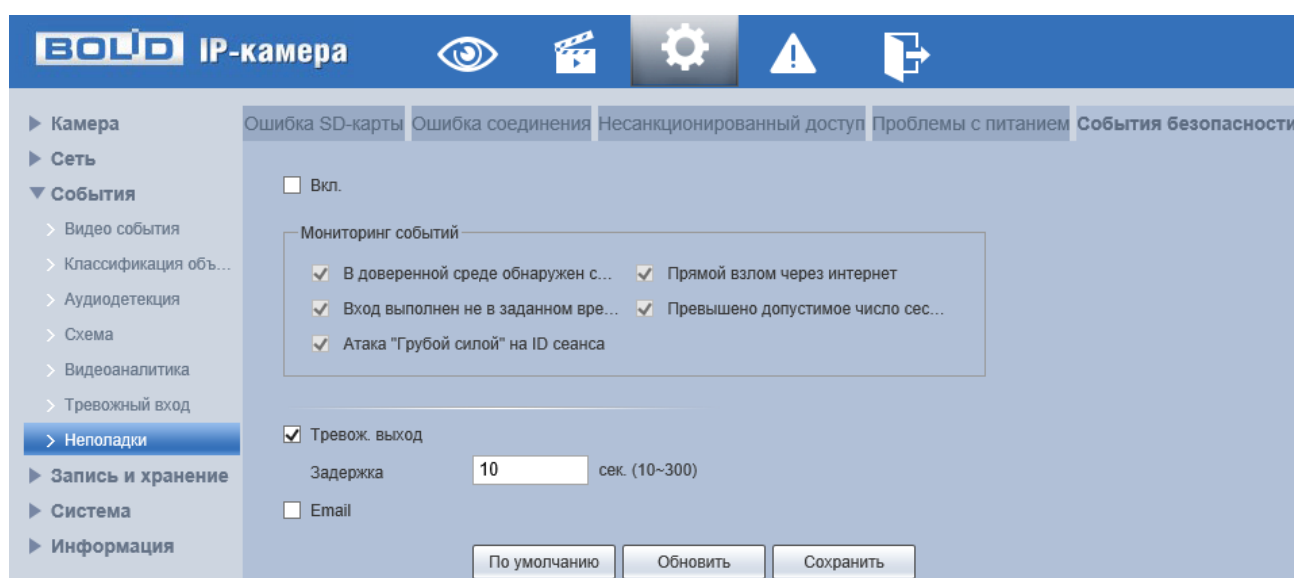 BOLID IP-камера
Ошибка SD-карты Ошибка соединения Несанкционированный доступ Проблемы с питанием События безопасности
Камера
Сеть
События
Видео события
Классификация объ...
Аудиодетекция
Схема
Видеоаналитика
Тревожный вход
Неполадки
Запись и хранение
Система
Информация
Вкл.
Мониторинг событий
В доверенной среде обнаружен с... Прямой взлом через интернет
Вход выполнен не в заданном вре... Превышено допустимое число сес...
Атака "Грубой силой" на ID сеанса
Тревож. выход
Задержка 10 сек. (10~300)
Email
По умолчанию Обновить Сохранить